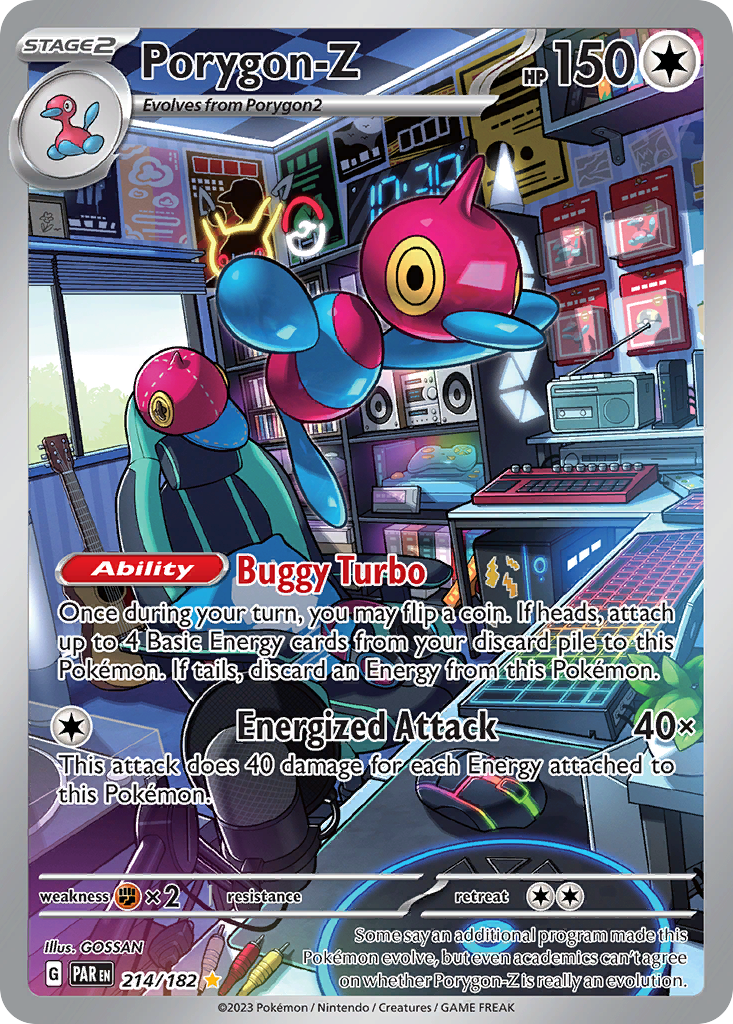 STAGE2
Porygon-Z
HP 150
Evolves from Porygon2
10:30
Ability Buggy Turbo
Once during your turn, you may flip a coin. If heads, attach
up to 4 Basic Energy cards from your discard pile to this
Pokémon. If tails, discard an Energy from this Pokémon.
Energized Attack 40×
This attack does 40 damage for each Energy attached to
this Pokémon.
weakness ×2 resistance retreat
Illus. GOSSAN
Some say an additional program made this
Pokémon evolve, but even academics can't agree
on whether Porygon-Z is really an evolution.
G PAR EN 214/182
©2023 Pokémon / Nintendo / Creatures / GAME FREAK